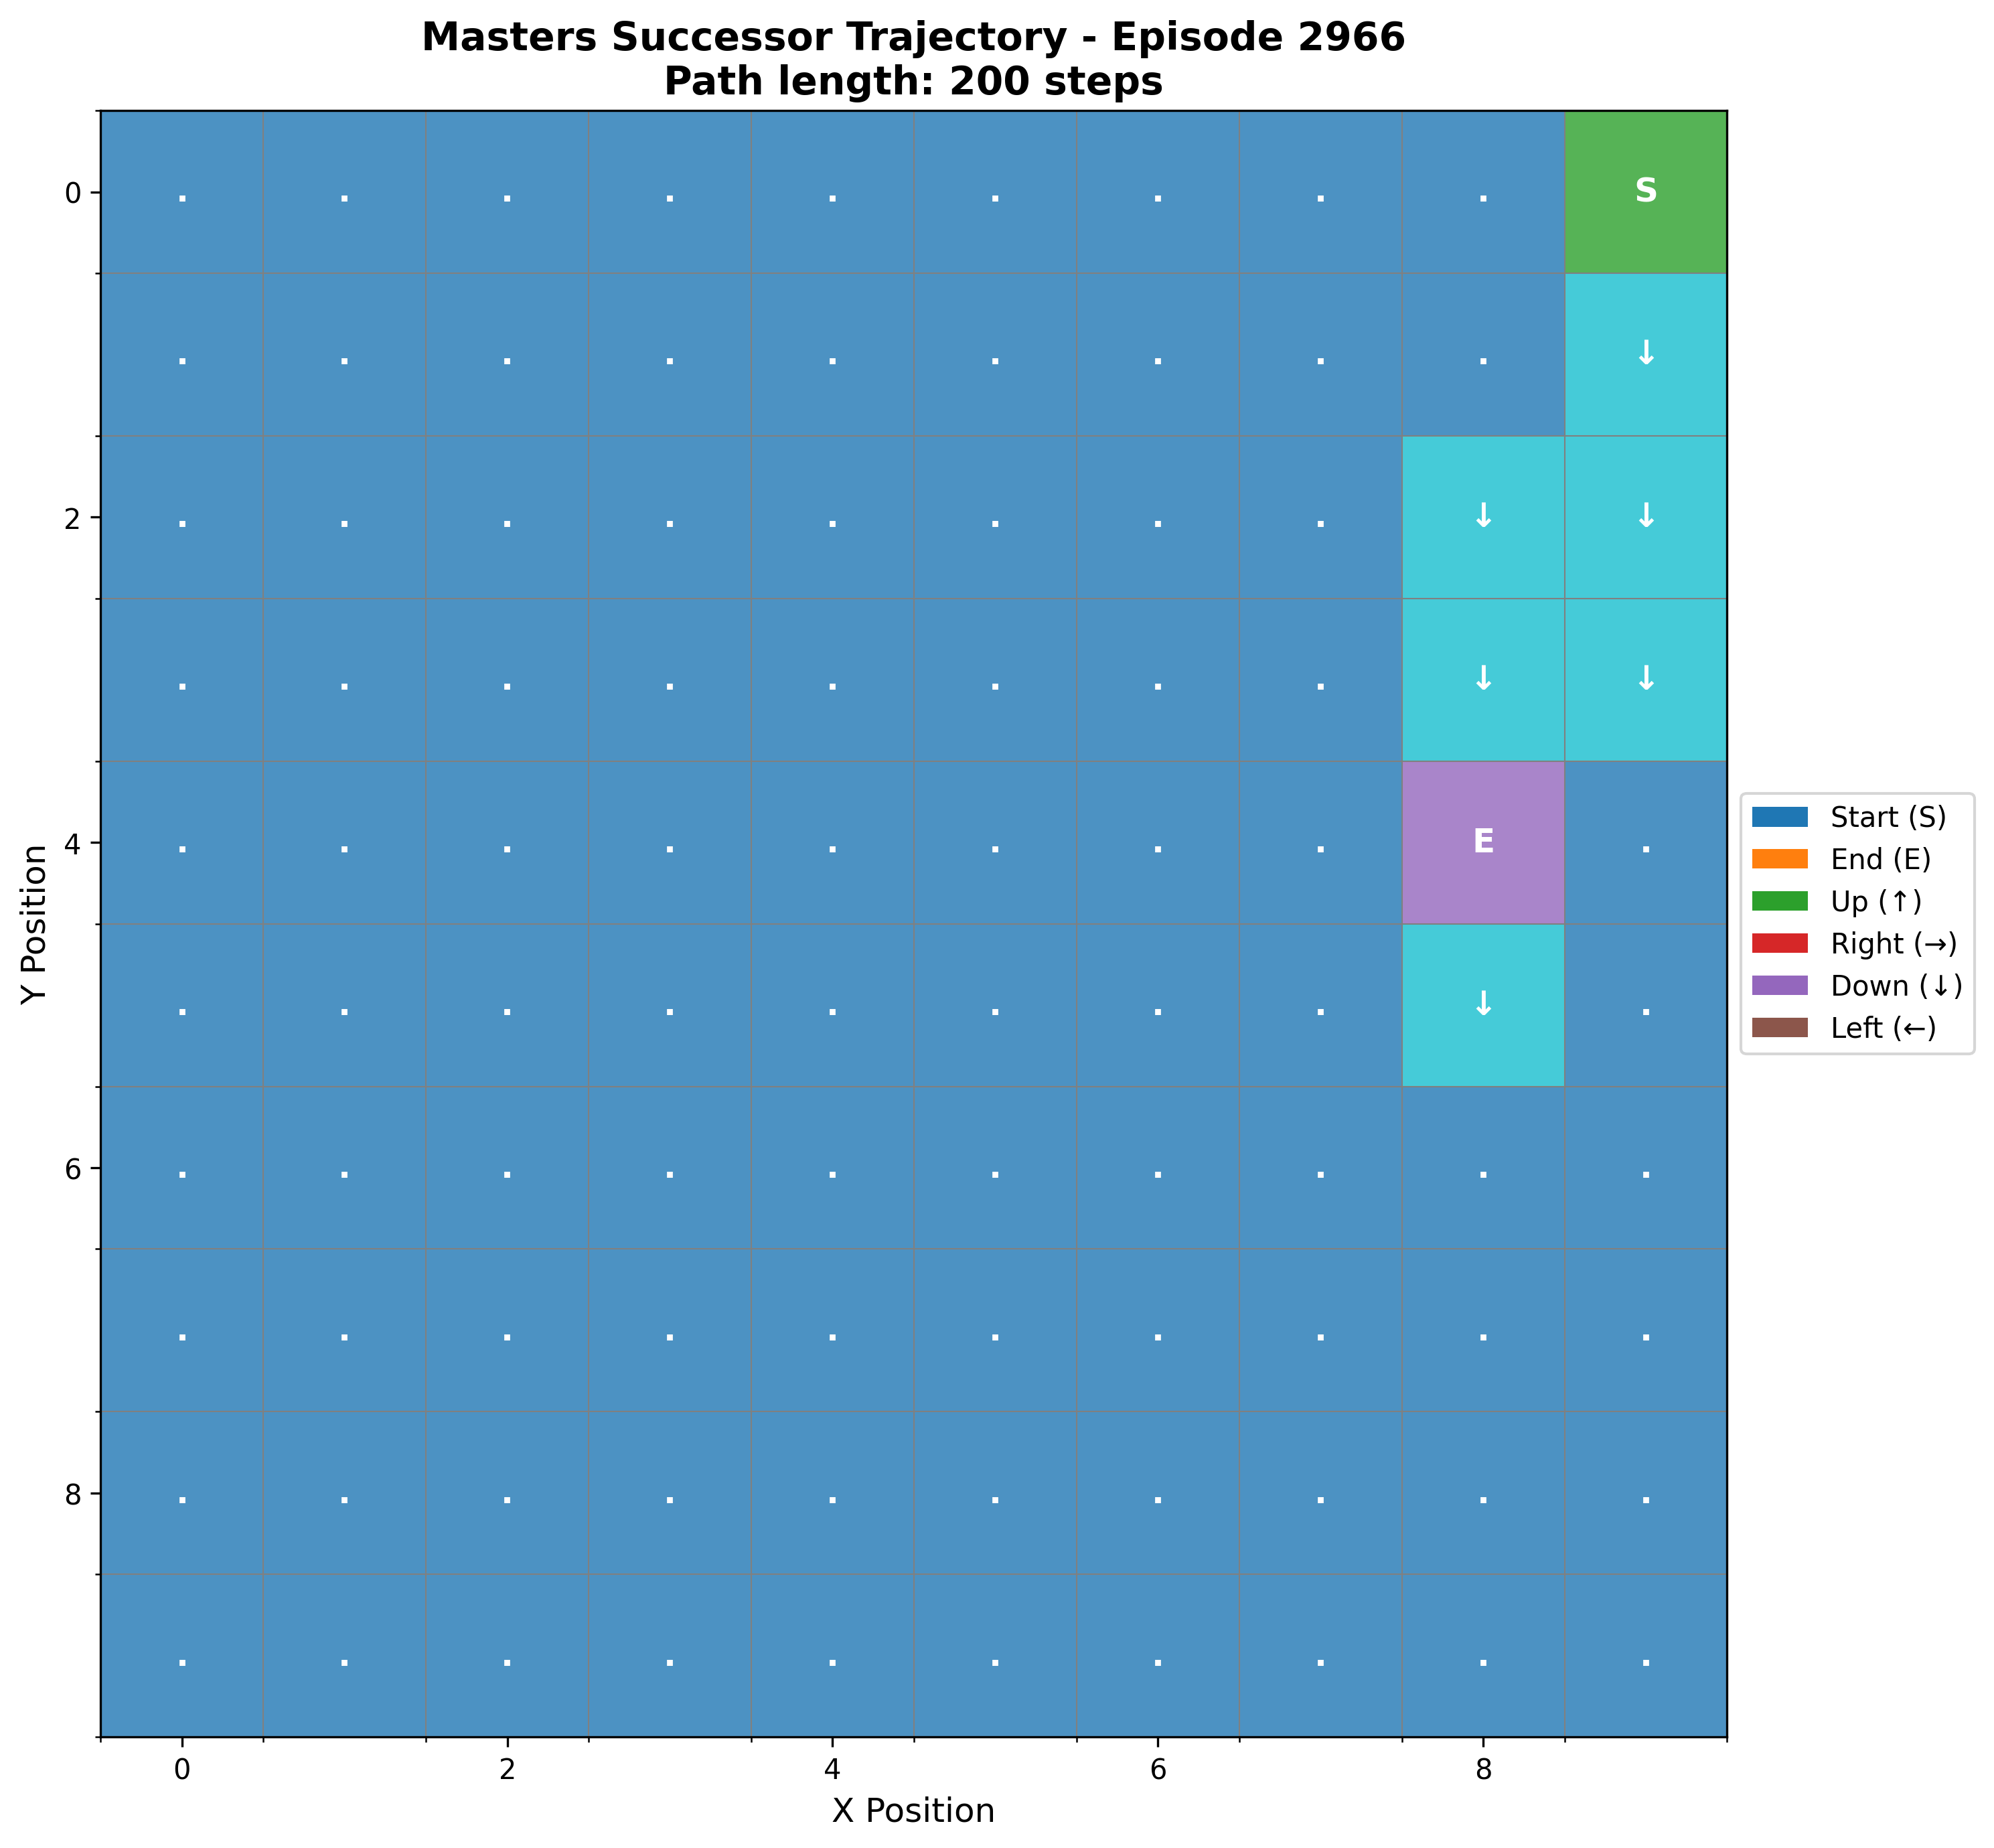 Masters Successor Trajectory - Episode 2966
Path length: 200 steps
0
. . . . . . . . . S
. . . . . . . . . ↓
2
. . . . . . . . ↓ ↓
. . . . . . . . ↓ ↓
4
. . . . . . . . E .
. . . . . . . . ↓ .
6
. . . . . . . . . .
. . . . . . . . . .
8
. . . . . . . . . .
. . . . . . . . . .
0 2 4 6 8
X Position
Y Position
Start (S)
End (E)
Up (↑)
Right (→)
Down (↓)
Left (←)